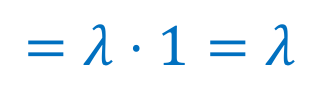 = λ · 1 = λ